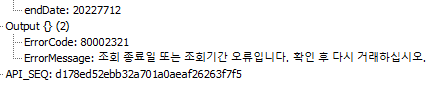 endDate: 20227712
Output {} (2)
ErrorCode: 80002321
ErrorMessage: 조회 종료일 또는 조회기간 오류입니다. 확인 후 다시 거래하십시오.
API_SEQ: d178ed52ebb32a701a0aeaf26263f7f5